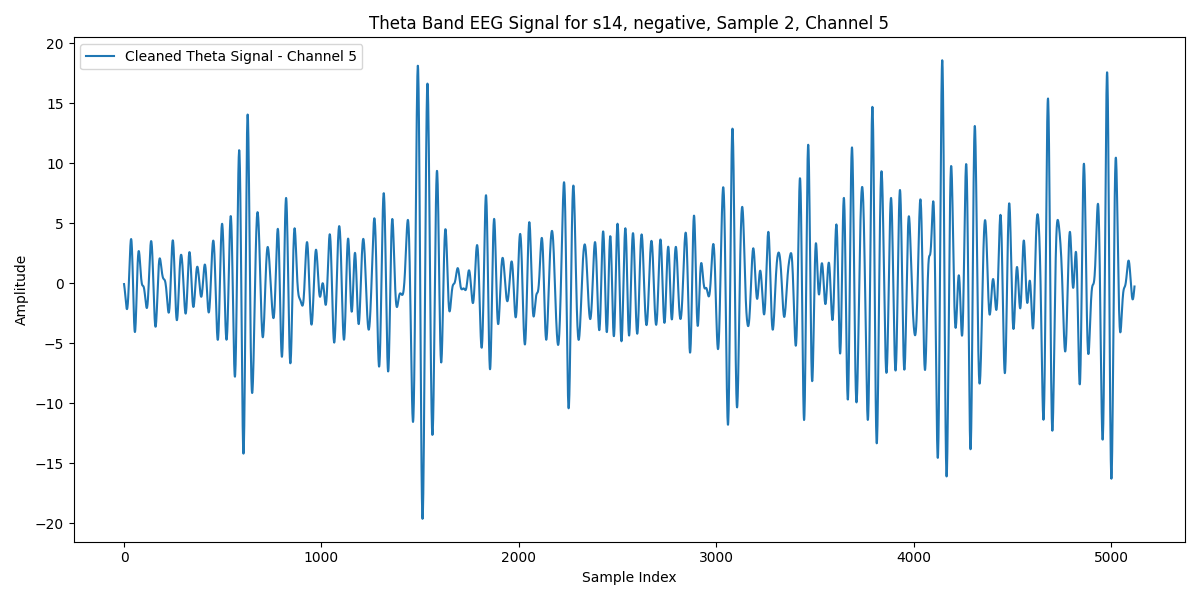 Theta Band EEG Signal for s14, negative, Sample 2, Channel 5
Cleaned Theta Signal - Channel 5
Amplitude
20
15
10
5
0
−5
−10
−15
−20
0 1000 2000 3000 4000 5000
Sample Index